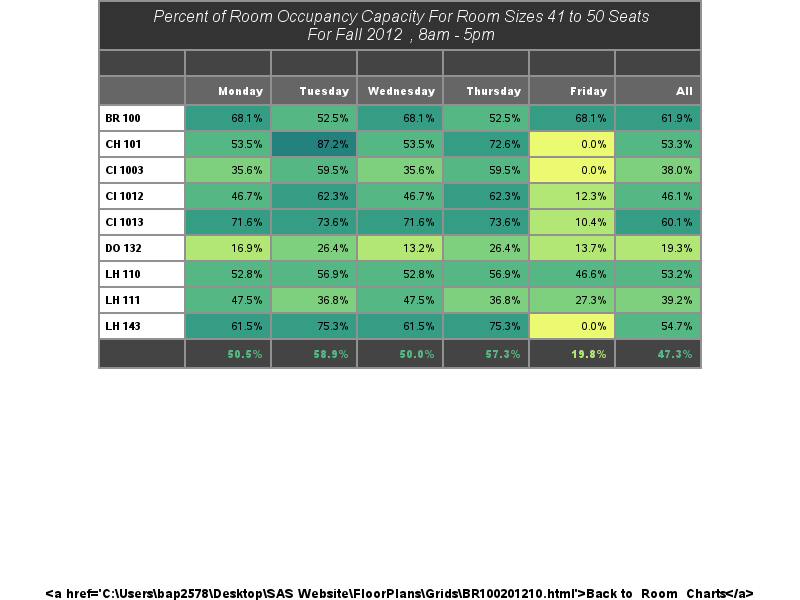 Percent of Room Occupancy Capacity For Room Sizes 41 to 50 Seats
For Fall 2012 , 8am - 5pm
Monday Tuesday Wednesday Thursday Friday All
BR 100 68.1% 52.5% 68.1% 52.5% 68.1% 61.9%
CH 101 53.5% 87.2% 53.5% 72.6% 0.0% 53.3%
CI 1003 35.6% 59.5% 35.6% 59.5% 0.0% 38.0%
CI 1012 46.7% 62.3% 46.7% 62.3% 12.3% 46.1%
CI 1013 71.6% 73.6% 71.6% 73.6% 10.4% 60.1%
DO 132 16.9% 26.4% 13.2% 26.4% 13.7% 19.3%
LH 110 52.8% 56.9% 52.8% 56.9% 46.6% 53.2%
LH 111 47.5% 36.8% 47.5% 36.8% 27.3% 39.2%
LH 143 61.5% 75.3% 61.5% 75.3% 0.0% 54.7%
50.5% 58.9% 50.0% 57.3% 19.8% 47.3%
<a href='C:\Users\bap2578\Desktop\SAS Website\FloorPlans\Grids\BR100201210.html'>Back to Room Charts</a>